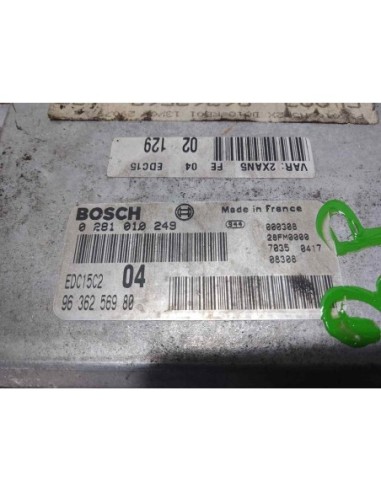 VAR: 2XAN5 FE 04 EDC15
02 129
BOSCH
Made in France
0 281 010 249
944
000308
28FM0000
7035 0417
08308
EDC15C2
04
96 362 569 80